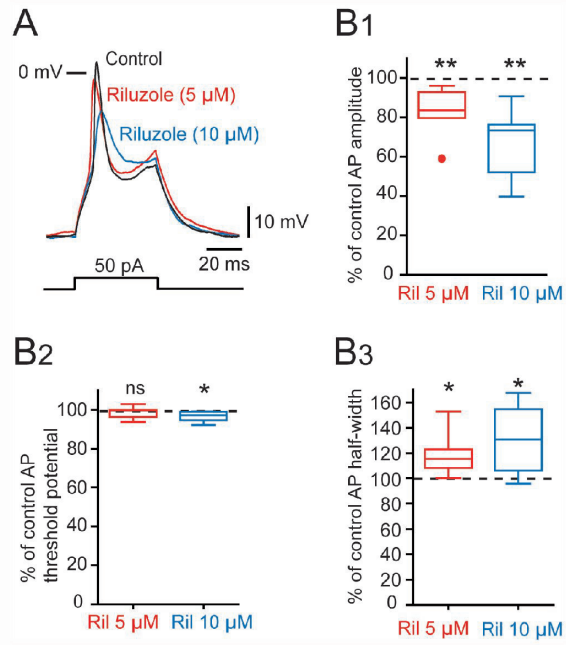 A
Control
0 mV
Riluzole (5 µM)
Riluzole (10 µM)
10 mV
20 ms
50 pA
B1
% of control AP amplitude
100
80
60
40
20
0
**
**
Ril 5 µM
Ril 10 µM
B2
% of control AP
threshold potential
100
80
60
40
20
0
ns
*
Ril 5 µM
Ril 10 µM
B3
% of control AP half-width
160
140
120
100
80
60
40
20
0
*
*
Ril 5 µM
Ril 10 µM